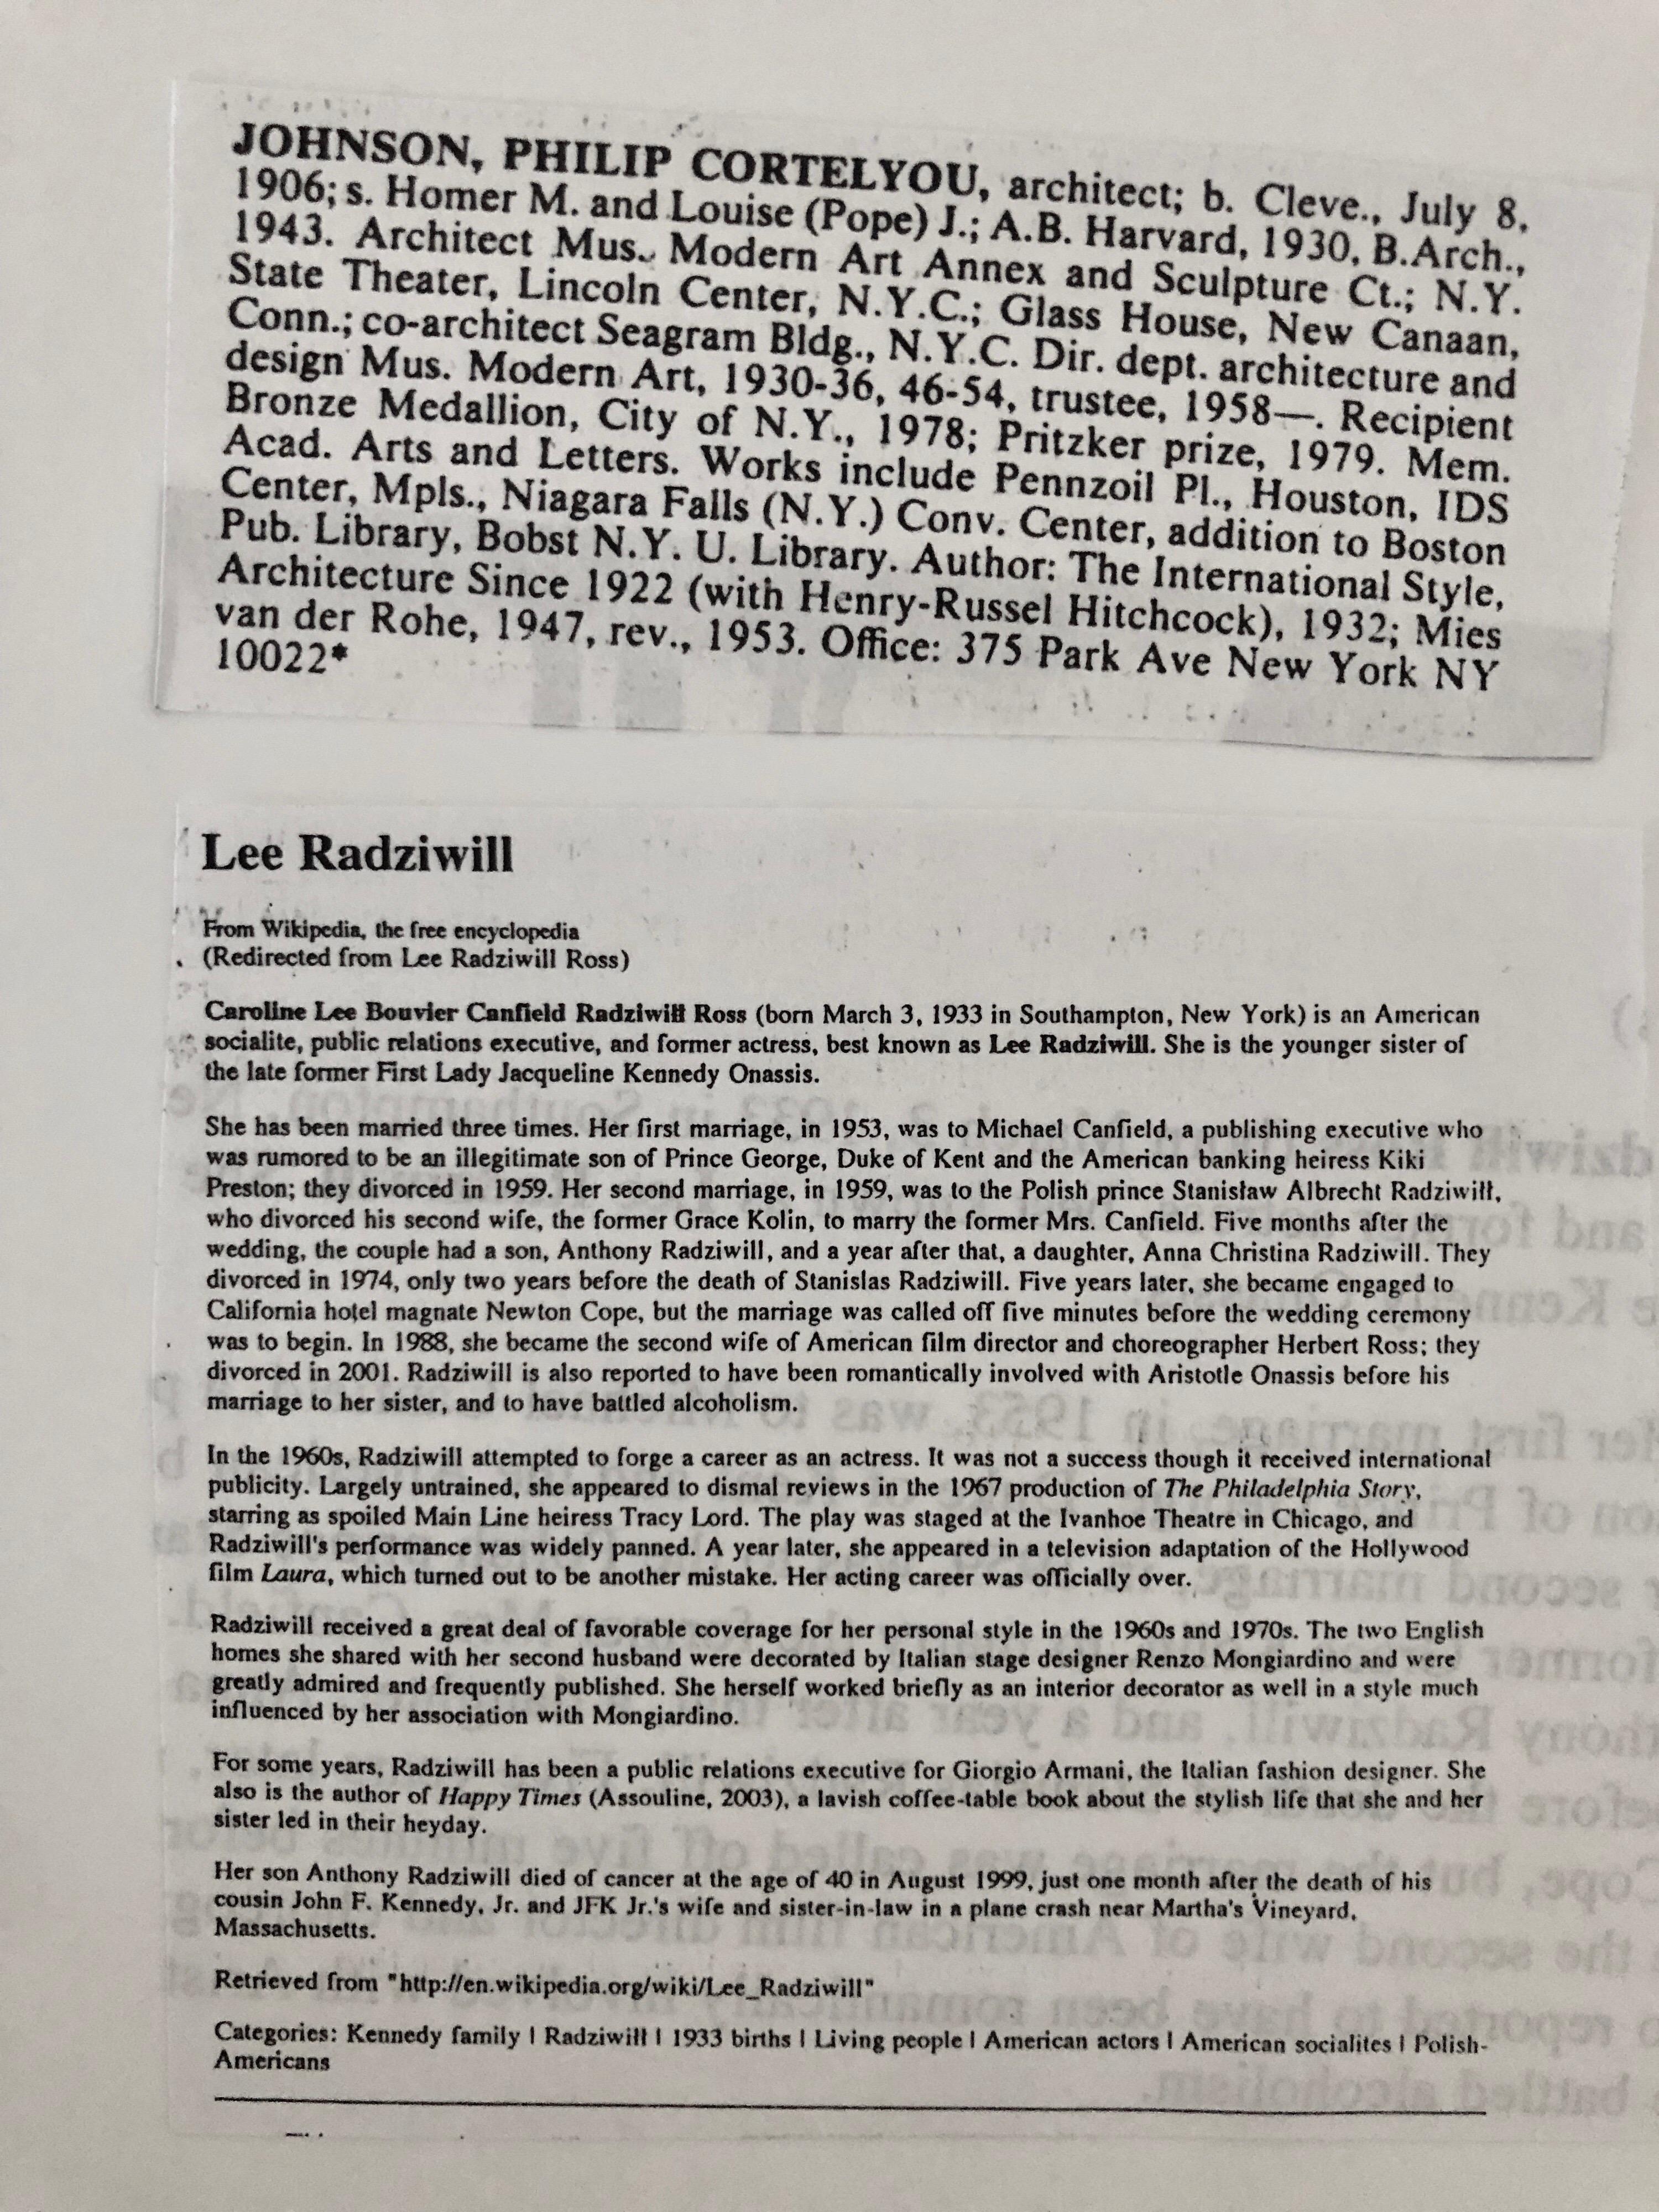 JOHNSON, PHILIP CORTELYOU, architect; b. Cleve., July 8,
1906; s. Homer M. and Louise (Pope) J.; A.B. Harvard, 1930, B.Arch.,
1943. Architect Mus. Modern Art Annex and Sculpture Ct.; N.Y.
State Theater, Lincoln Center, N.Y.C.; Glass House, New Canaan,
Conn.; co-architect Seagram Bldg., N.Y.C. Dir. dept. architecture and
design Mus. Modern Art, 1930-36, 46-54, trustee, 1958—. Recipient
Bronze Medallion, City of N.Y., 1978; Pritzker prize, 1979. Mem.
Acad. Arts and Letters. Works include Pennzoil Pl., Houston, IDS
Center, Mpls., Niagara Falls (N.Y.) Conv. Center, addition to Boston
Pub. Library, Bobst N.Y. U. Library. Author: The International Style,
Architecture Since 1922 (with Henry-Russel Hitchcock), 1932; Mies
van der Rohe, 1947, rev., 1953. Office: 375 Park Ave New York NY
10022*
Lee Radziwill
From Wikipedia, the free encyclopedia
(Redirected from Lee Radziwill Ross)
Caroline Lee Bouvier Canfield Radziwiłł Ross (born March 3, 1933 in Southampton, New York) is an American
socialite, public relations executive, and former actress, best known as Lee Radziwill. She is the younger sister of
the late former First Lady Jacqueline Kennedy Onassis.
She has been married three times. Her first marriage, in 1953, was to Michael Canfield, a publishing executive who
was rumored to be an illegitimate son of Prince George, Duke of Kent and the American banking heiress Kiki
Preston; they divorced in 1959. Her second marriage, in 1959, was to the Polish prince Stanisław Albrecht Radziwiłł,
who divorced his second wife, the former Grace Kolin, to marry the former Mrs. Canfield. Five months after the
wedding, the couple had a son, Anthony Radziwill, and a year after that, a daughter, Anna Christina Radziwill. They
divorced in 1974, only two years before the death of Stanislas Radziwill. Five years later, she became engaged to
California hotel magnate Newton Cope, but the marriage was called off five minutes before the wedding ceremony
was to begin. In 1988, she became the second wife of American film director and choreographer Herbert Ross; they
divorced in 2001. Radziwill is also reported to have been romantically involved with Aristotle Onassis before his
marriage to her sister, and to have battled alcoholism.
In the 1960s, Radziwill attempted to forge a career as an actress. It was not a success though it received international
publicity. Largely untrained, she appeared to dismal reviews in the 1967 production of The Philadelphia Story,
starring as spoiled Main Line heiress Tracy Lord. The play was staged at the Ivanhoe Theatre in Chicago, and
Radziwill's performance was widely panned. A year later, she appeared in a television adaptation of the Hollywood
film Laura, which turned out to be another mistake. Her acting career was officially over.
Radziwill received a great deal of favorable coverage for her personal style in the 1960s and 1970s. The two English
homes she shared with her second husband were decorated by Italian stage designer Renzo Mongiardino and were
greatly admired and frequently published. She herself worked briefly as an interior decorator as well in a style much
influenced by her association with Mongiardino.
For some years, Radziwill has been a public relations executive for Giorgio Armani, the Italian fashion designer. She
also is the author of Happy Times (Assouline, 2003), a lavish coffee-table book about the stylish life that she and her
sister led in their heyday.
Her son Anthony Radziwill died of cancer at the age of 40 in August 1999, just one month after the death of his
cousin John F. Kennedy, Jr. and JFK Jr.'s wife and sister-in-law in a plane crash near Martha's Vineyard,
Massachusetts.
Retrieved from "http://en.wikipedia.org/wiki/Lee_Radziwill"
Categories: Kennedy family | Radziwiłł | 1933 births | Living people | American actors | American socialites | Polish-
Americans